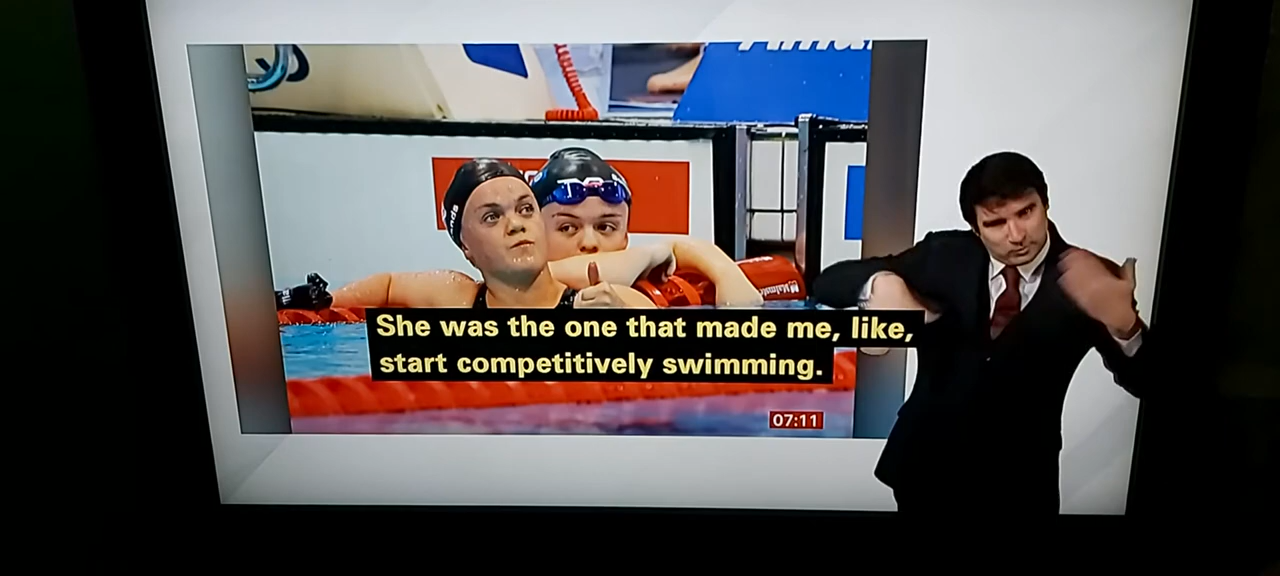 She was the one that made me, like,
start competitively swimming.
07:11